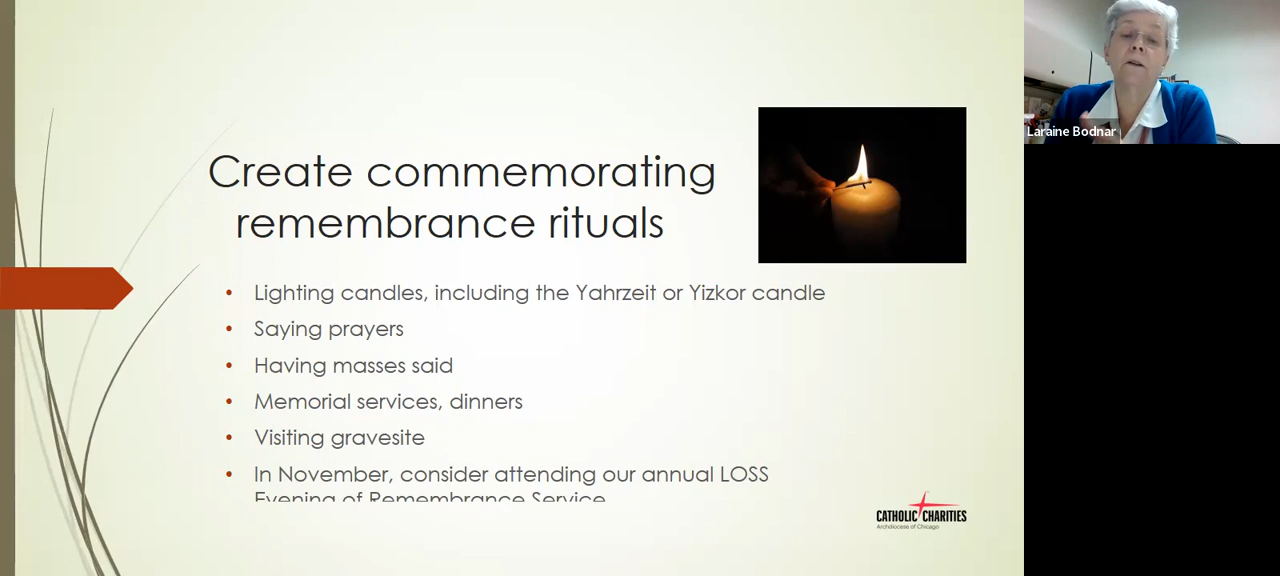 Create commemorating
remembrance rituals
• Lighting candles, including the Yahrzeit or Yizkor candle
• Saying prayers
• Having masses said
• Memorial services, dinners
• Visiting gravesite
• In November, consider attending our annual LOSS
Evening of Remembrance Service
CATHOLIC CHARITIES
Archdiocese of Chicago
Laraine Bodnar